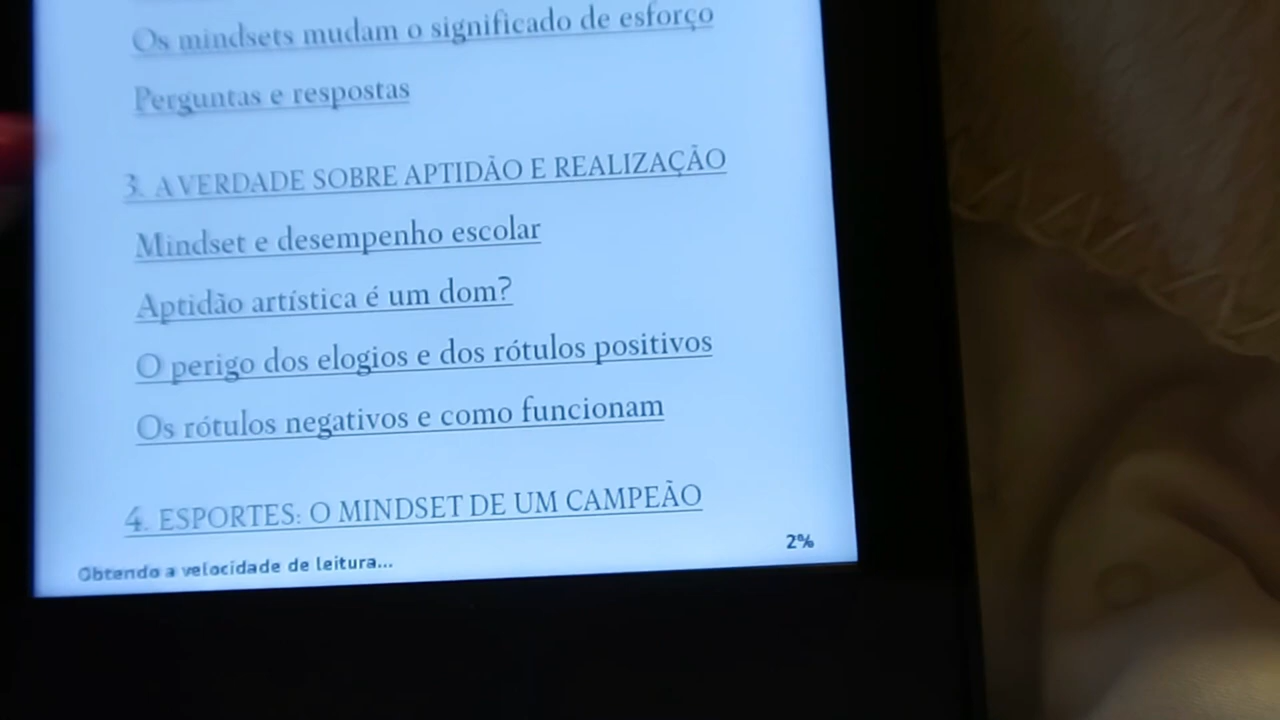 Os mindsets mudam o significado de esforço
Perguntas e respostas
3. A VERDADE SOBRE APTIDÃO E REALIZAÇÃO
Mindset e desempenho escolar
Aptidão artística é um dom?
O perigo dos elogios e dos rótulos positivos
Os rótulos negativos e como funcionam
4. ESPORTES: O MINDSET DE UM CAMPEÃO
Obtendo a velocidade de leitura... 2%